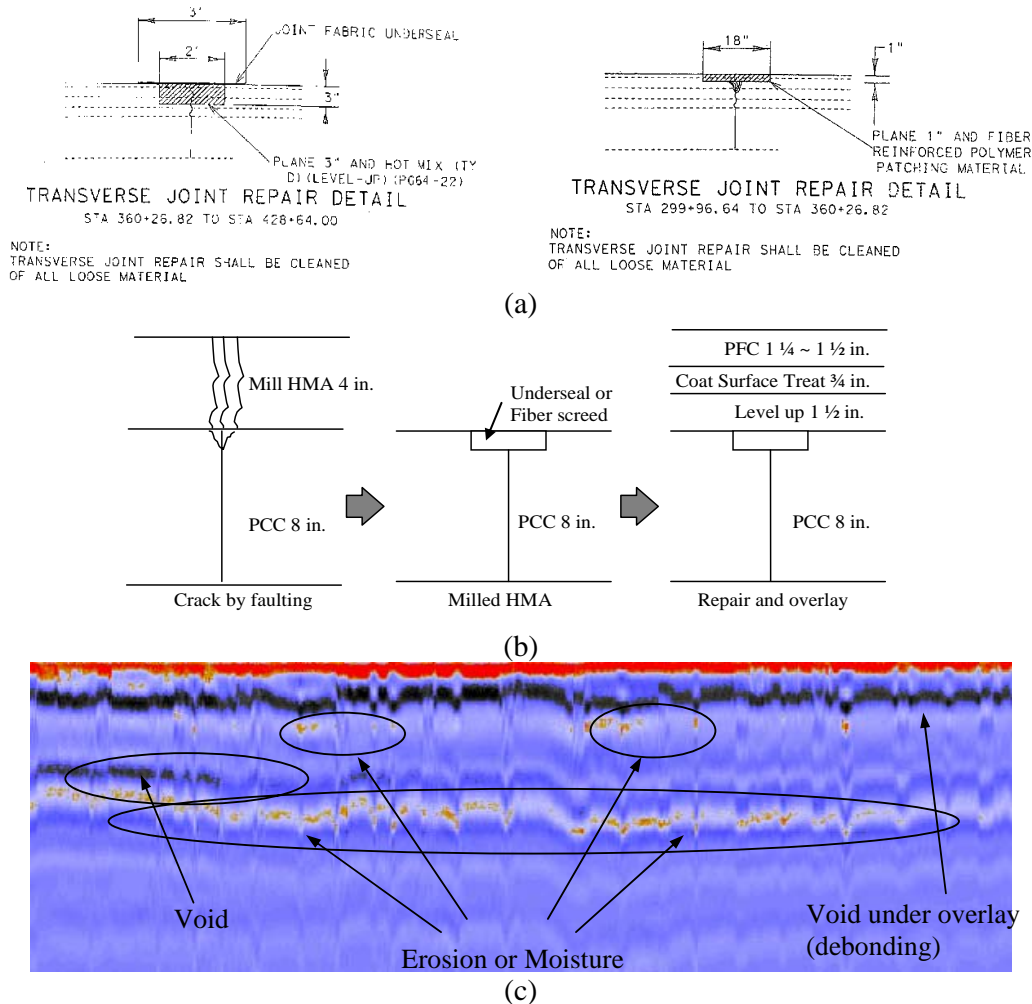 3'
JOINT FABRIC UNDERSEAL
2'
3"
PLANE 3" AND HOT MIX (TY
D)(LEVEL-UP)(PG64-22)
TRANSVERSE JOINT REPAIR DETAIL
STA 360+26.82 TO STA 428+64.00
NOTE:
TRANSVERSE JOINT REPAIR SHALL BE CLEANED
OF ALL LOOSE MATERIAL
18"
1"
PLANE 1" AND FIBER
REINFORCED POLYMER
PATCHING MATERIAL
TRANSVERSE JOINT REPAIR DETAIL
STA 299+96.64 TO STA 360+26.82
NOTE:
TRANSVERSE JOINT REPAIR SHALL BE CLEANED
OF ALL LOOSE MATERIAL
(a)
Mill HMA 4 in.
PCC 8 in.
Crack by faulting
Underseal or
Fiber screed
PCC 8 in.
Milled HMA
PFC 1 ¼ ~ 1 ½ in.
Coat Surface Treat ¾ in.
Level up 1 ½ in.
PCC 8 in.
Repair and overlay
(b)
Void
Erosion or Moisture
Void under overlay
(debonding)
(c)